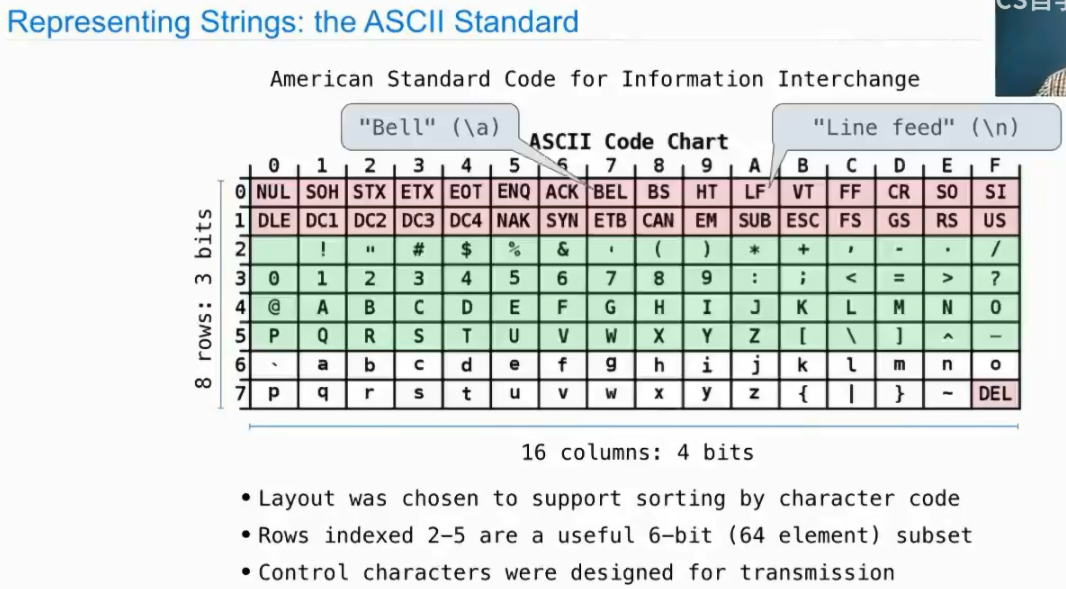 Representing Strings: the ASCII Standard
CS自学
American Standard Code for Information Interchange
"Bell" (\a)
"Line feed" (\n)
ASCII Code Chart
0 1 2 3 4 5 6 7 8 9 A B C D E F
0 NUL SOH STX ETX EOT ENQ ACK BEL BS HT LF VT FF CR SO SI
1 DLE DC1 DC2 DC3 DC4 NAK SYN ETB CAN EM SUB ESC FS GS RS US
2 ! " # $ % & ' ( ) * + , - . /
3 0 1 2 3 4 5 6 7 8 9 : ; < = > ?
4 @ A B C D E F G H I J K L M N O
5 P Q R S T U V W X Y Z [ \ ] ^ _
6 ` a b c d e f g h i j k l m n o
7 p q r s t u v w x y z { | } ~ DEL
8 rows: 3 bits
16 columns: 4 bits
• Layout was chosen to support sorting by character code
• Rows indexed 2–5 are a useful 6–bit (64 element) subset
• Control characters were designed for transmission